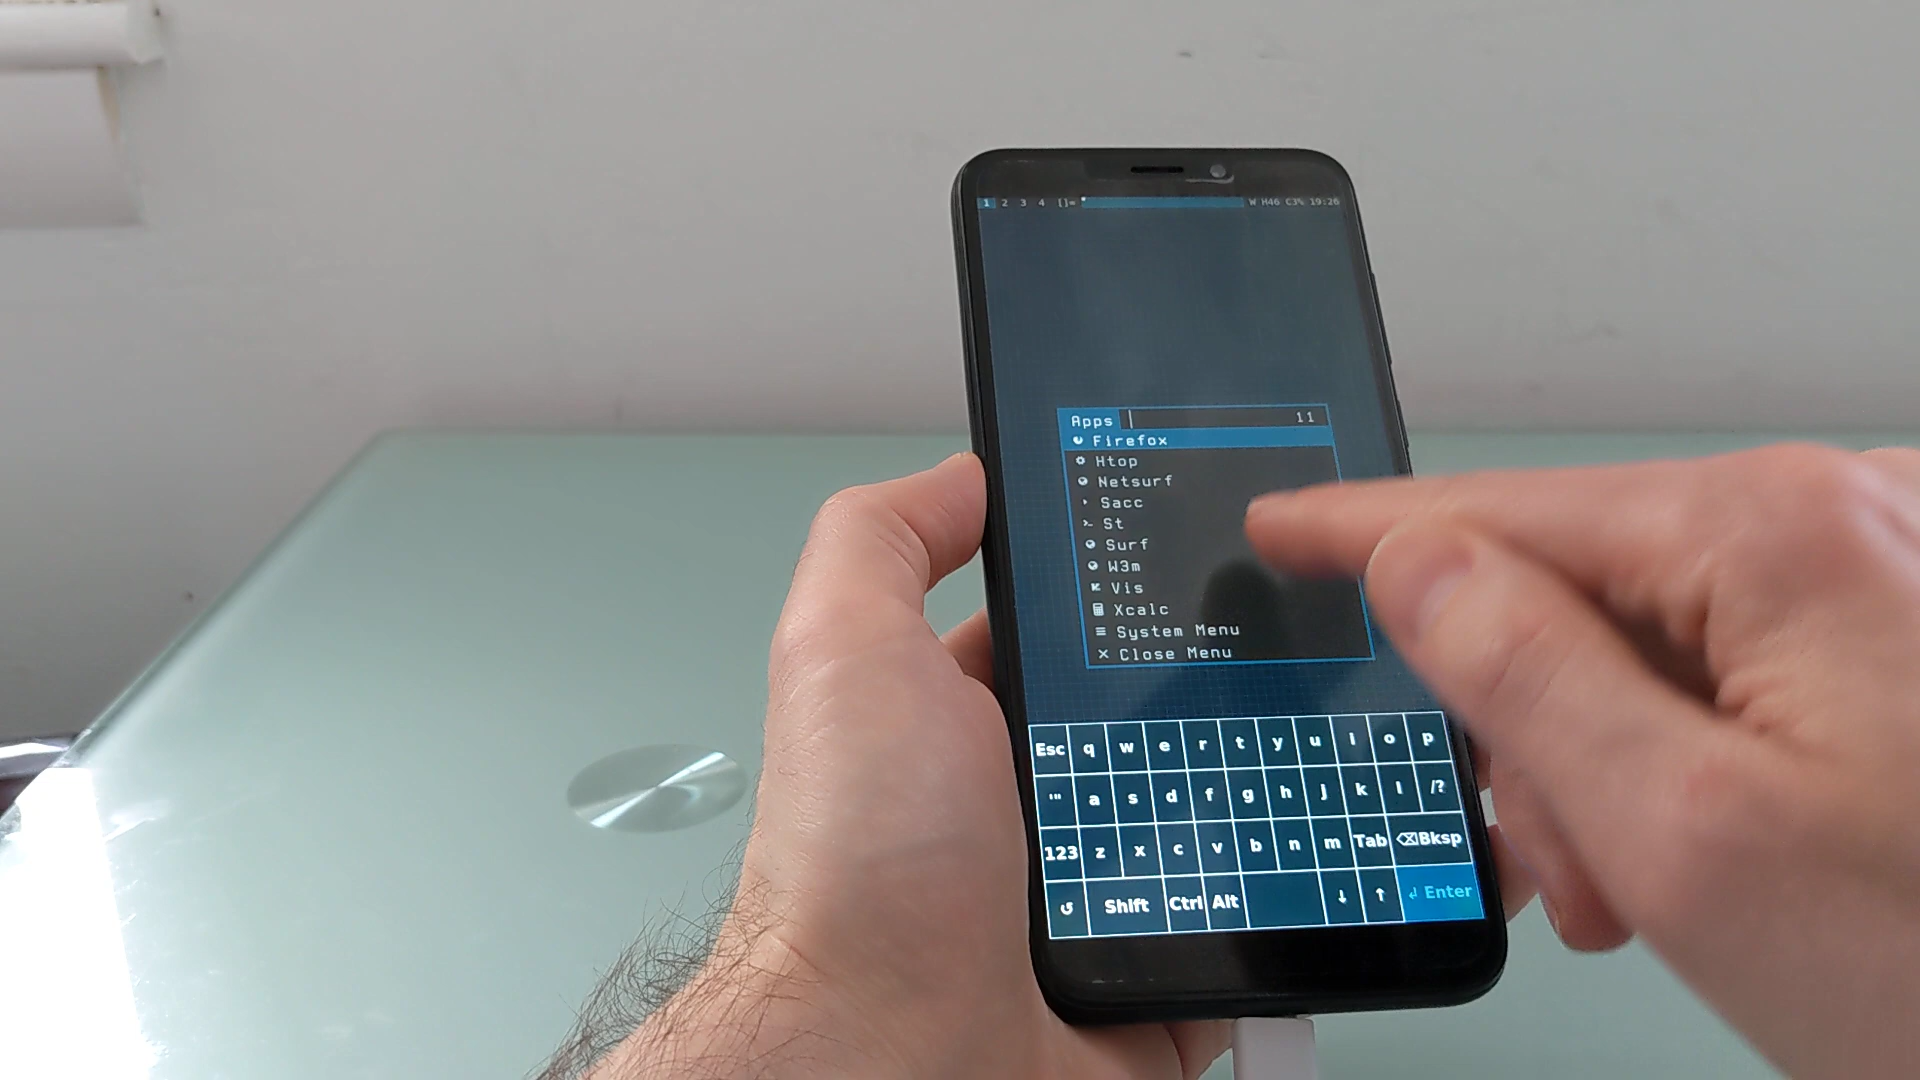 1 2 3 4 []= W H46 C3% 19:26
Apps 11
Firefox
Htop
Netsurf
Sacc
St
Surf
W3m
Vis
Xcalc
System Menu
Close Menu
Esc q w e r t y u i o p
'" a s d f g h j k l /?
123 z x c v b n m Tab ⌫Bksp
↺ Shift Ctrl Alt ↓ ↑ ↲ Enter